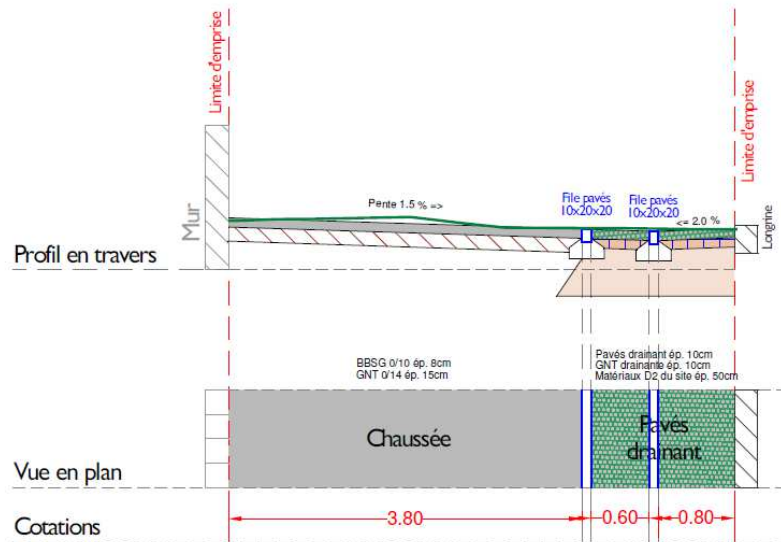 Limite d'emprise
Limite d'emprise
Mur
Pente 1.5 % =>
File pavés
10x20x20
File pavés
10x20x20
<= 2.0 %
Longrine
Profil en travers
BBSG 0/10 ép. 8cm
GNT 0/14 ép. 15cm
Pavés drainant ép. 10cm
GNT drainante ép. 10cm
Matériaux D2 du site ép. 50cm
Chaussée
Pavés
drainant
Vue en plan
Cotations
3.80
0.60
0.80